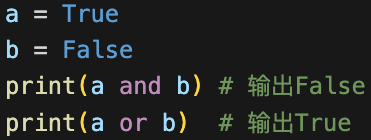 a = True
b = False
print(a and b) # 输出False
print(a or b)  # 输出True